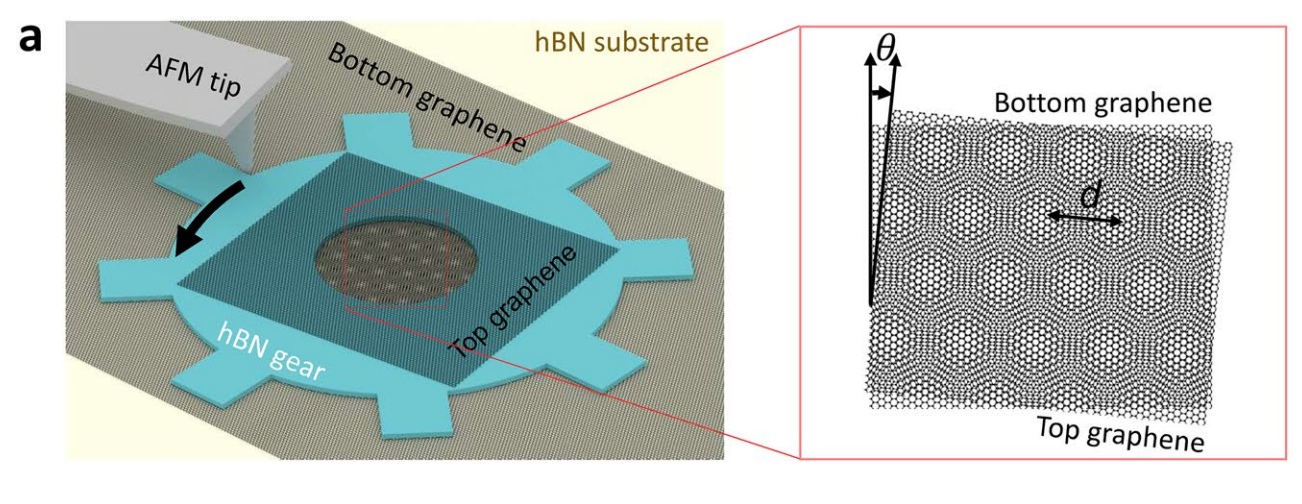 a
hBN substrate
AFM tip
Bottom graphene
Top graphene
hBN gear
θ
Bottom graphene
d
Top graphene